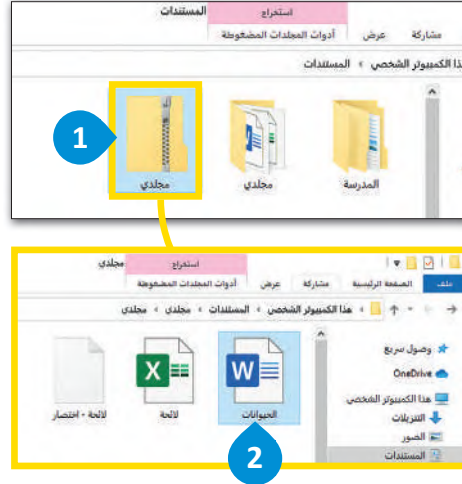 استخراج المستندات
مشاركة عرض أدوات المجلدات المضغوطة
هذا الكمبيوتر الشخصي › المستندات
المدرسة مجلدي مجلدي
1
استخراج مجلدي
ملف الصفحة الرئيسية مشاركة عرض أدوات المجلدات المضغوطة
هذا الكمبيوتر الشخصي › المستندات › مجلدي › مجلدي
وصول سريع
OneDrive
هذا الكمبيوتر الشخصي
التنزيلات
الصور
المستندات
الحيوانات لائحة لائحة - اختصار
W X
2